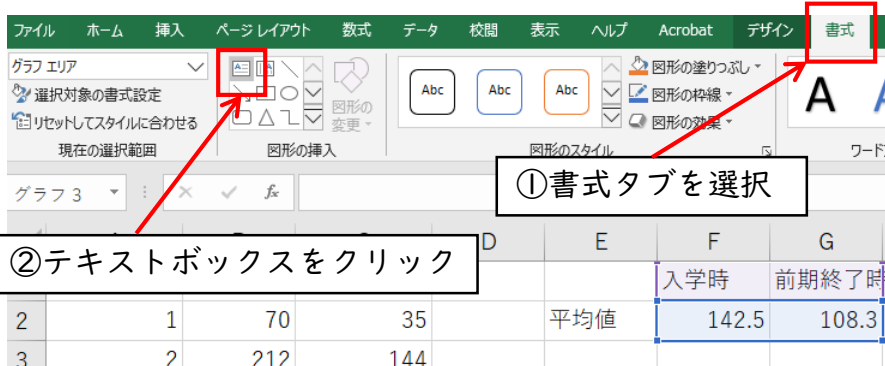 ファイル ホーム 挿入 ページ レイアウト 数式 データ 校閲 表示 ヘルプ Acrobat デザイン 書式
グラフ エリア
選択対象の書式設定
リセットしてスタイルに合わせる
現在の選択範囲
図形の
変更
図形の挿入
Abc Abc Abc
図形の塗りつぶし
図形の枠線
図形の効果
図形のスタイル
A
ワード
①書式タブを選択
グラフ 3 fx
②テキストボックスをクリック
D E F G
入学時 前期終了時
2 1 70 35 平均値 142.5 108.3
3 2 212 144